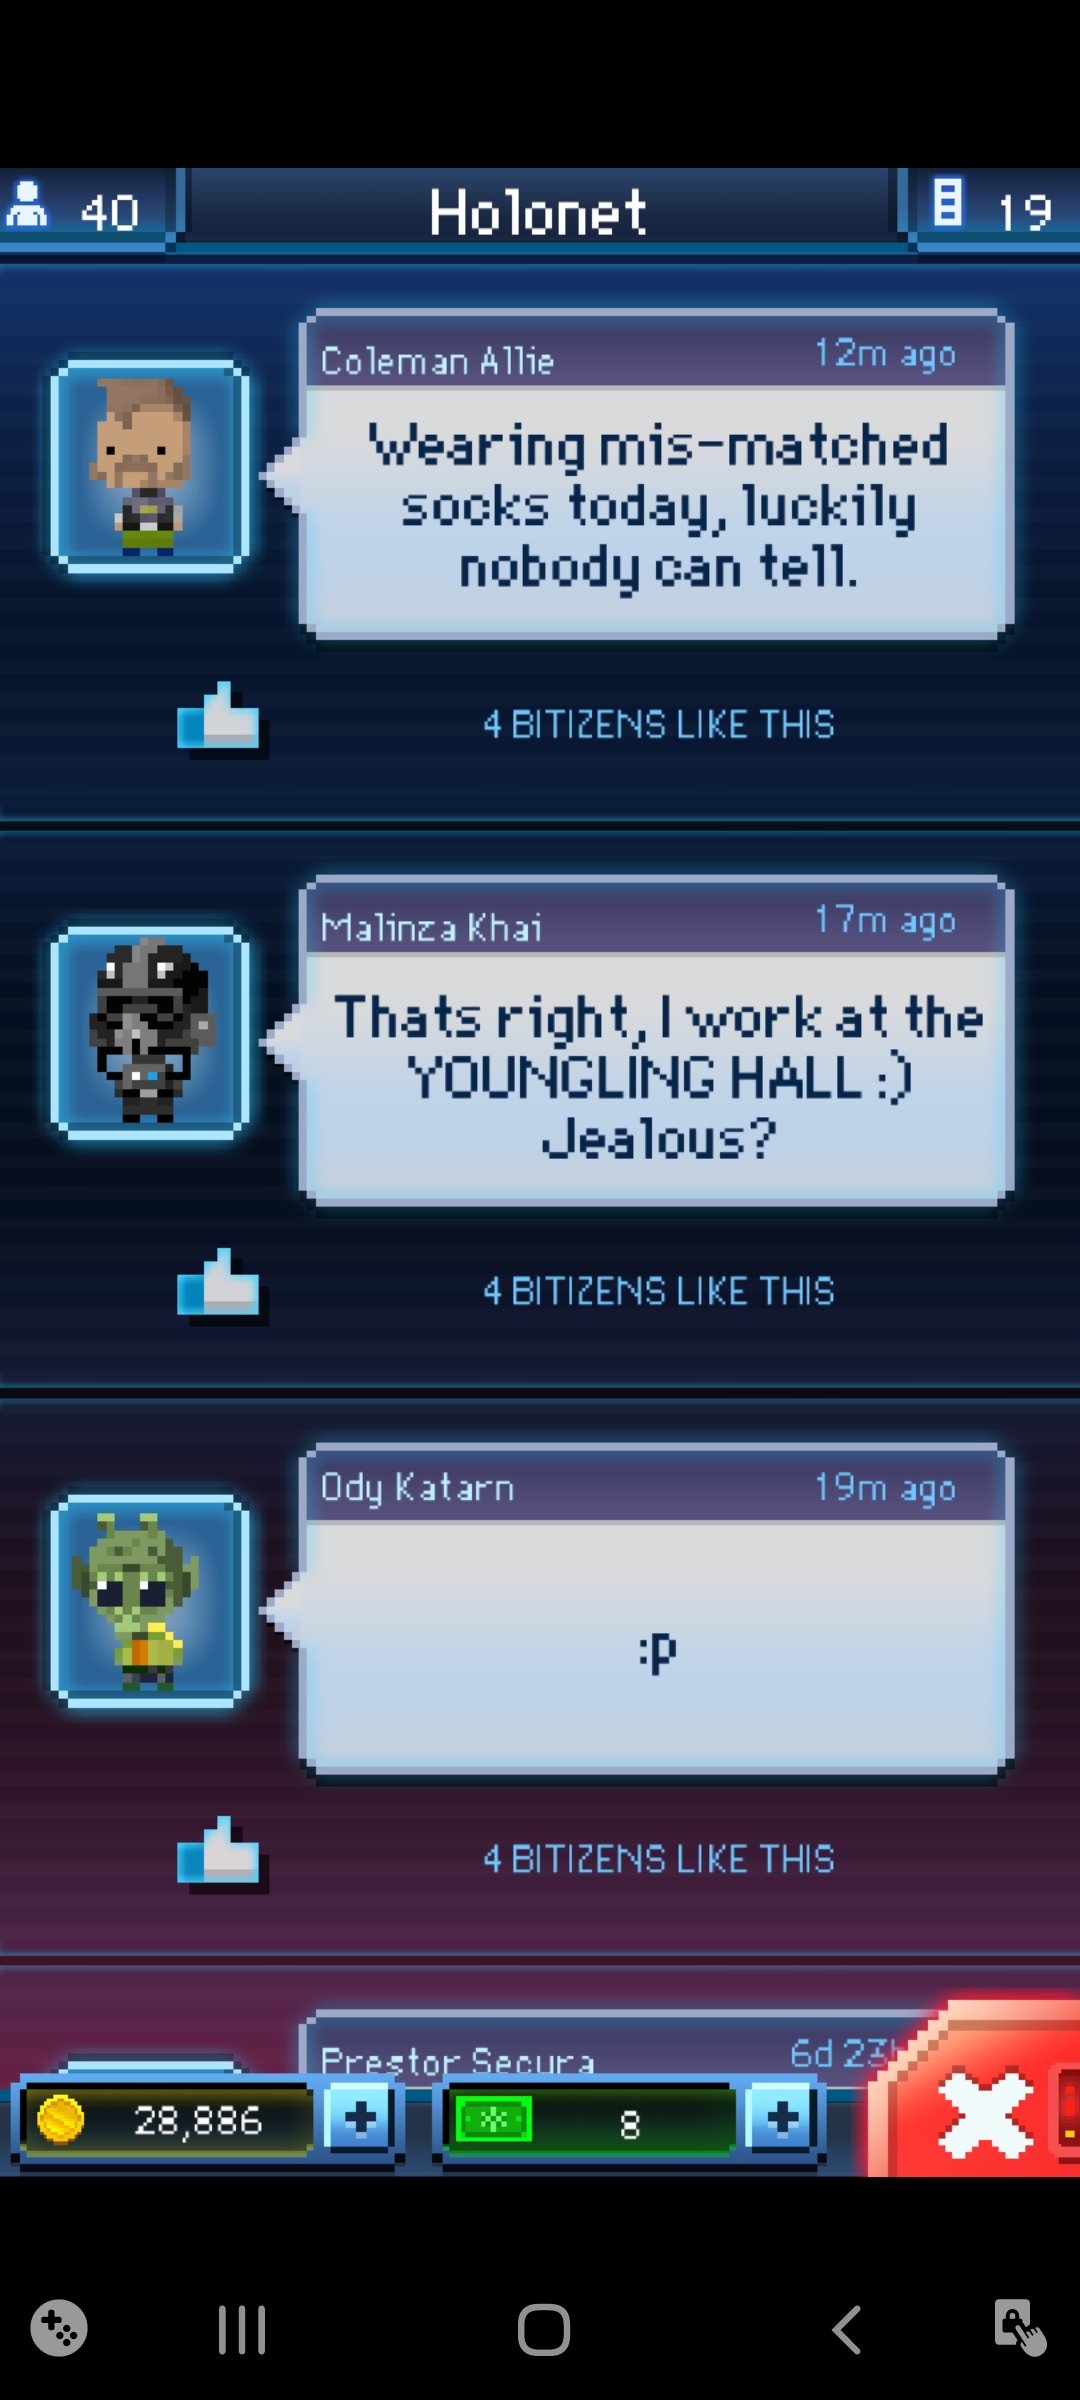 40
Holonet
19
Coleman Allie
12m ago
Wearing mis-matched
socks today, luckily
nobody can tell.
4 BITIZENS LIKE THIS
Malinza Khai
17m ago
Thats right, I work at the
YOUNGLING HALL :)
Jealous?
4 BITIZENS LIKE THIS
Ody Katarn
19m ago
:p
4 BITIZENS LIKE THIS
Prestor Secura
6d 23h
28,886
8